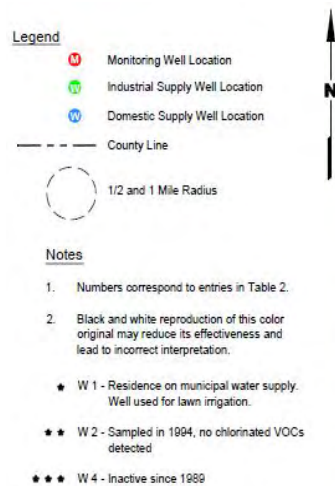 Legend
N
M Monitoring Well Location
W Industrial Supply Well Location
W Domestic Supply Well Location
County Line
1/2 and 1 Mile Radius
Notes
1. Numbers correspond to entries in Table 2.
2. Black and white reproduction of this color
original may reduce its effectiveness and
lead to incorrect interpretation.
★ W 1 - Residence on municipal water supply.
Well used for lawn irrigation.
★ ★ W 2 - Sampled in 1994, no chlorinated VOCs
detected
★ ★ ★ W 4 - Inactive since 1989